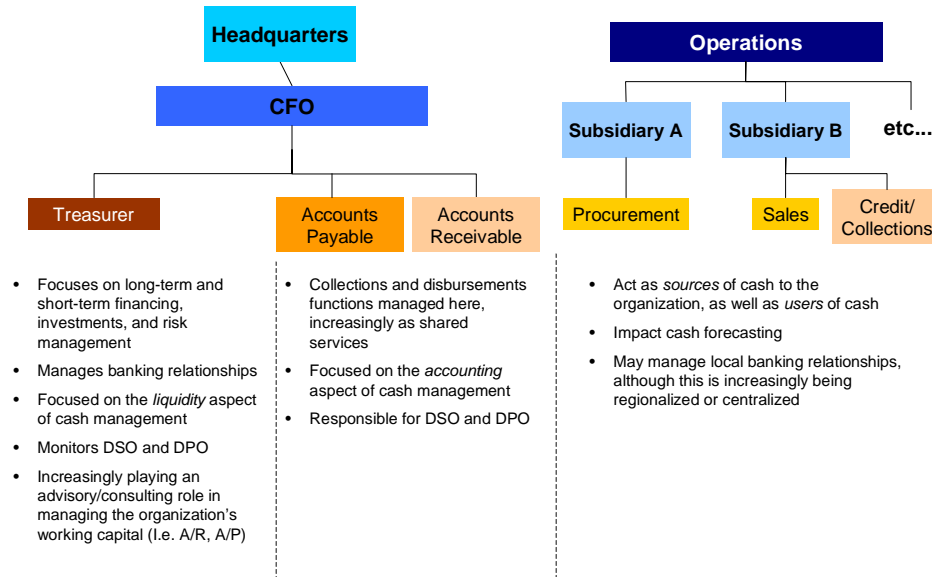 Headquarters
CFO
Treasurer
Accounts
Payable
Accounts
Receivable
Operations
Subsidiary A
Subsidiary B
etc...
Procurement
Sales
Credit/
Collections
• Focuses on long-term and
short-term financing,
investments, and risk
management
• Manages banking relationships
• Focused on the liquidity aspect
of cash management
• Monitors DSO and DPO
• Increasingly playing an
advisory/consulting role in
managing the organization's
working capital (I.e. A/R, A/P)
• Collections and disbursements
functions managed here,
increasingly as shared
services
• Focused on the accounting
aspect of cash management
• Responsible for DSO and DPO
• Act as sources of cash to the
organization, as well as users of cash
• Impact cash forecasting
• May manage local banking relationships,
although this is increasingly being
regionalized or centralized